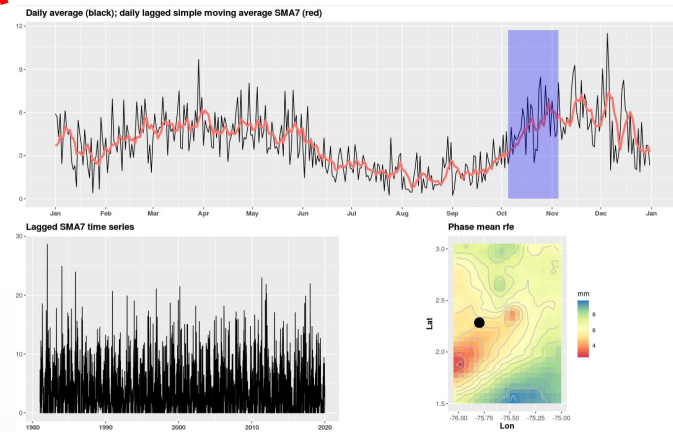 Daily average (black); daily lagged simple moving average SMA7 (red)
12
9
6
3
0
Jan Feb Mar Apr May Jun Jul Aug Sep Oct Nov Dec Jan
Lagged SMA7 time series
30
20
10
0
1980 1990 2000 2010 2020
Phase mean rfe
3.0
2.5
2.0
1.5
Lat
-76.00 -75.75 -75.50 -75.25 -75.00
Lon
mm
8
6
4